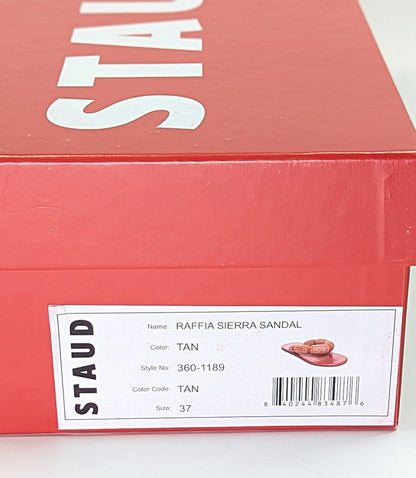 STAU
STAUD
Name: RAFFIA SIERRA SANDAL
Color: TAN
Style No: 360-1189
Color Code: TAN
Size: 37
8 40244 83487 6